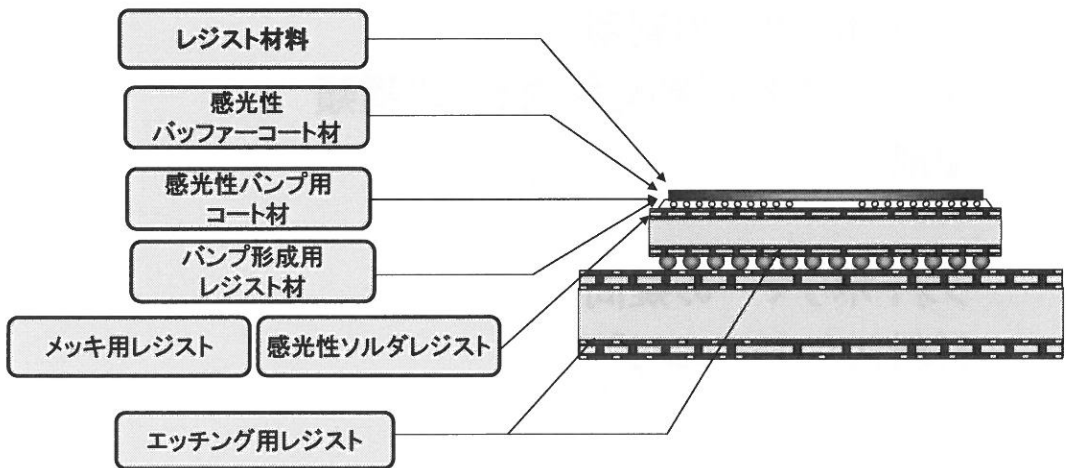 レジスト材料
感光性
バッファーコート材
感光性バンプ用
コート材
バンプ形成用
レジスト材
メッキ用レジスト
感光性ソルダレジスト
エッチング用レジスト